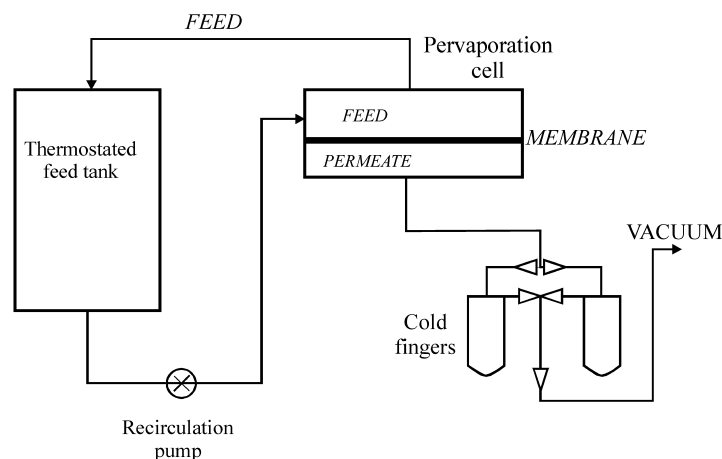 FEED
Pervaporation
cell
FEED
MEMBRANE
Thermostated
feed tank
PERMEATE
VACUUM
Cold
fingers
Recirculation
pump